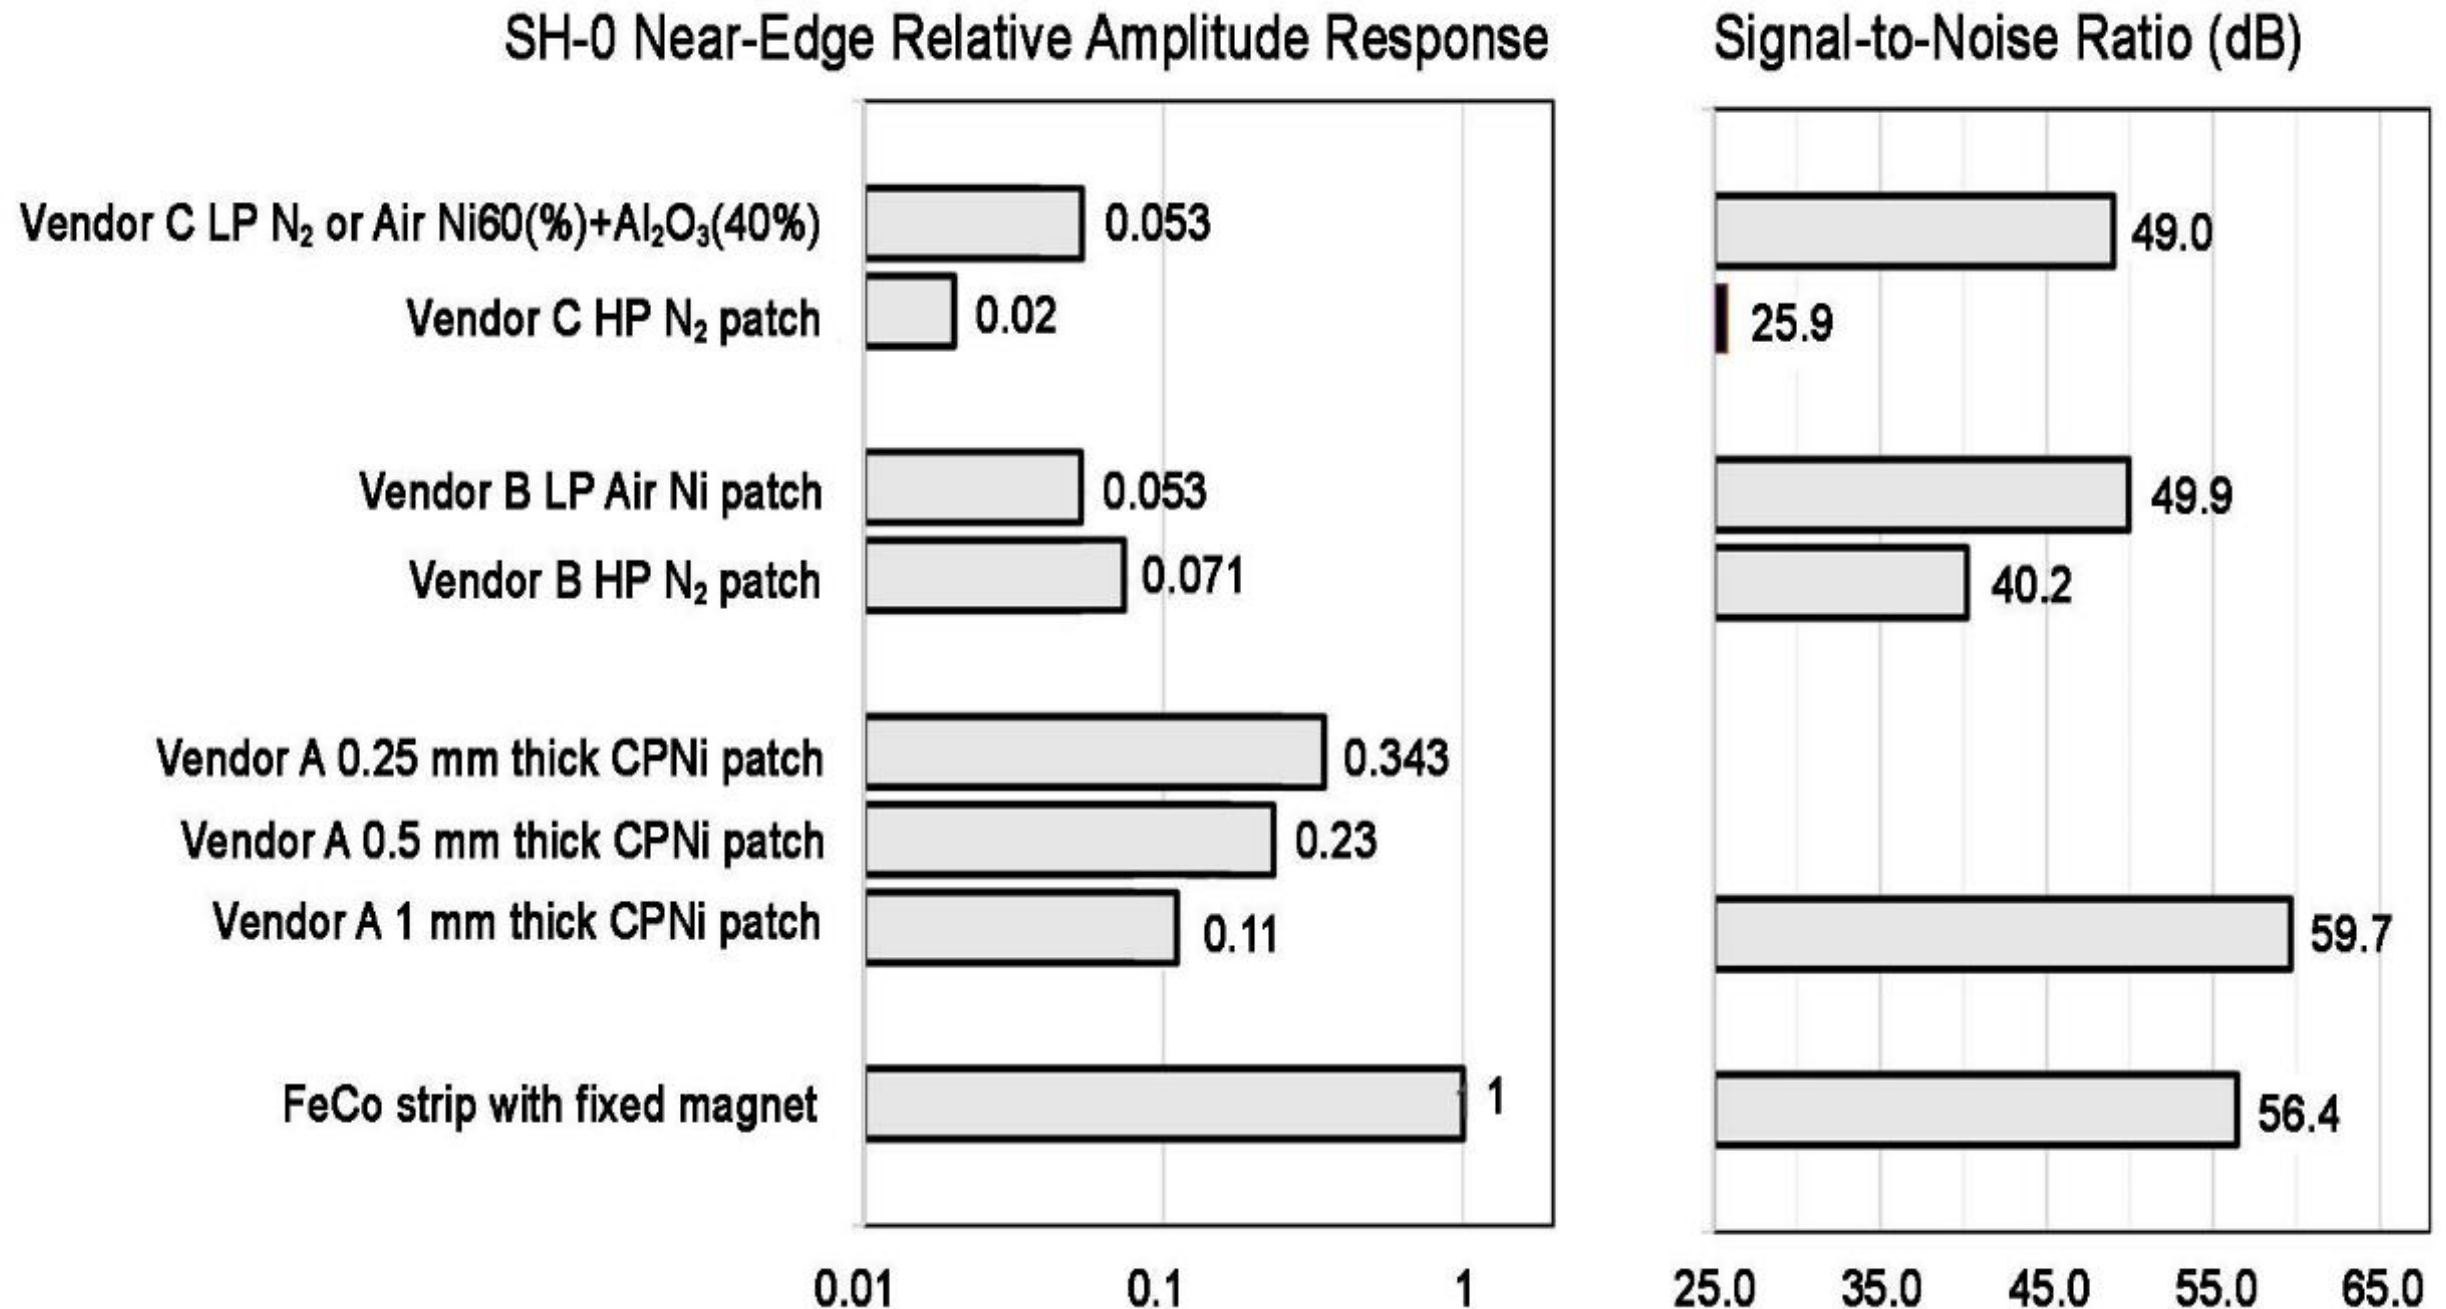 SH-0 Near-Edge Relative Amplitude Response
Signal-to-Noise Ratio (dB)
Vendor C LP N₂ or Air Ni60(%)+Al₂O₃(40%)
0.053
49.0
Vendor C HP N₂ patch
0.02
25.9
Vendor B LP Air Ni patch
0.053
49.9
Vendor B HP N₂ patch
0.071
40.2
Vendor A 0.25 mm thick CPNi patch
0.343
Vendor A 0.5 mm thick CPNi patch
0.23
Vendor A 1 mm thick CPNi patch
0.11
59.7
FeCo strip with fixed magnet
1
56.4
0.01 0.1 1
25.0 35.0 45.0 55.0 65.0